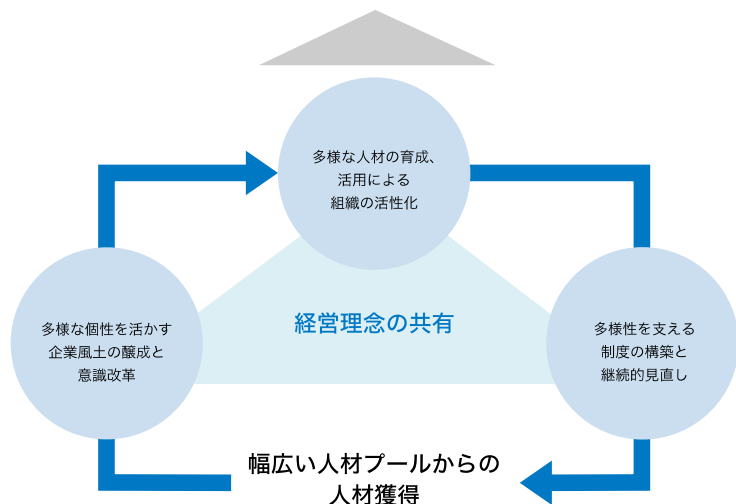 多様な人材の育成、
活用による
組織の活性化
経営理念の共有
多様な個性を活かす
企業風土の醸成と
意識改革
多様性を支える
制度の構築と
継続的見直し
幅広い人材プールからの
人材獲得